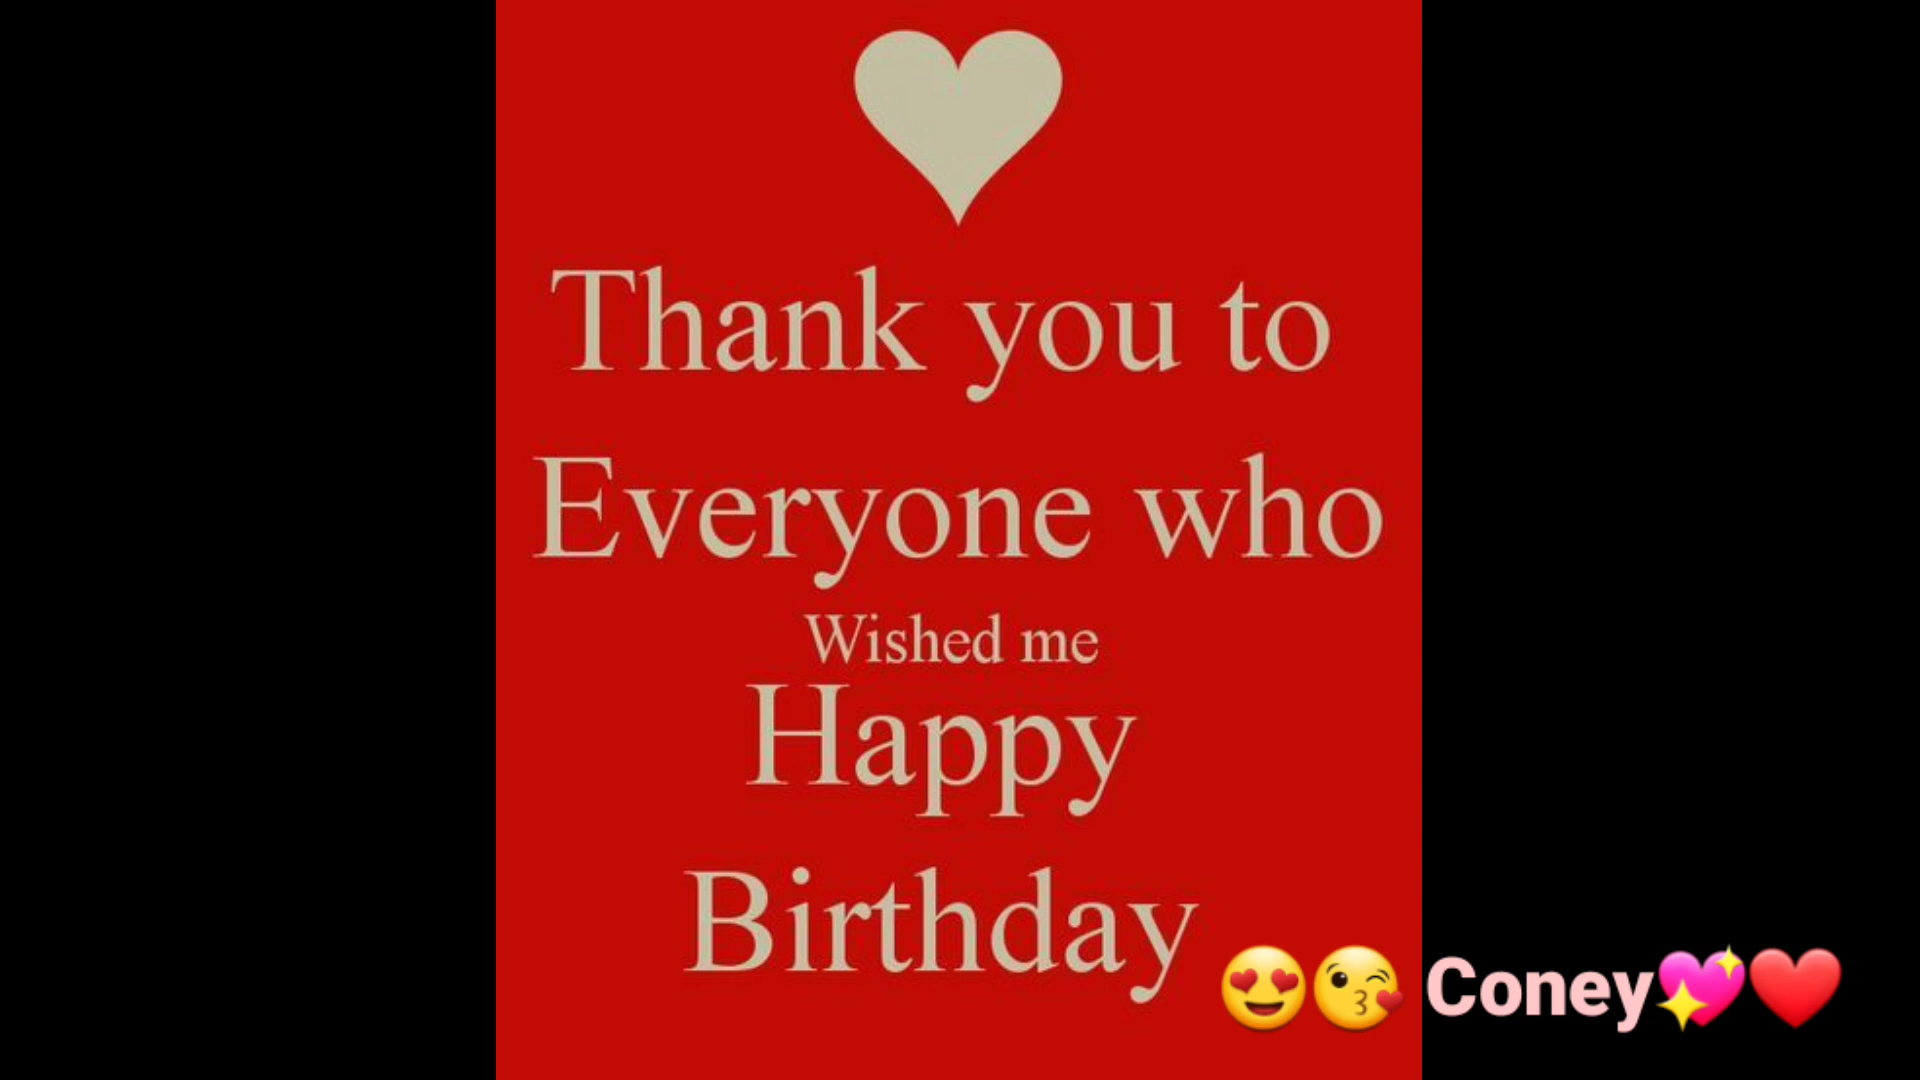 Thank you to
Everyone who
Wished me
Happy
Birthday
😍😘 Coney💖❤️